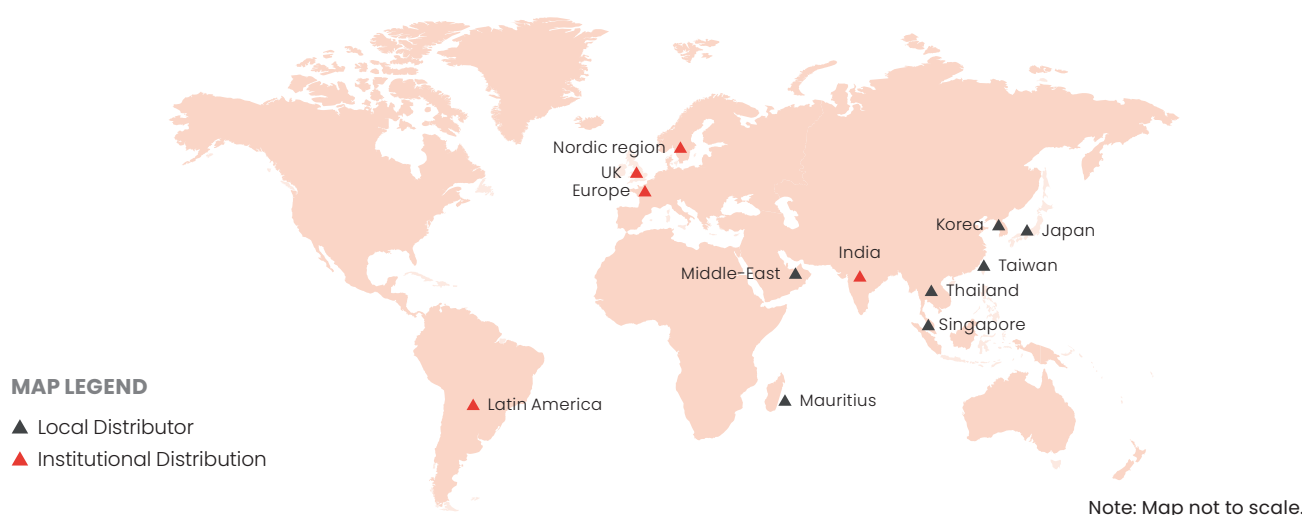 Nordic region
UK
Europe
Korea
Japan
India
Taiwan
Middle-East
Thailand
Singapore
MAP LEGEND
Mauritius
Latin America
Local Distributor
Institutional Distribution
Note: Map not to scale.